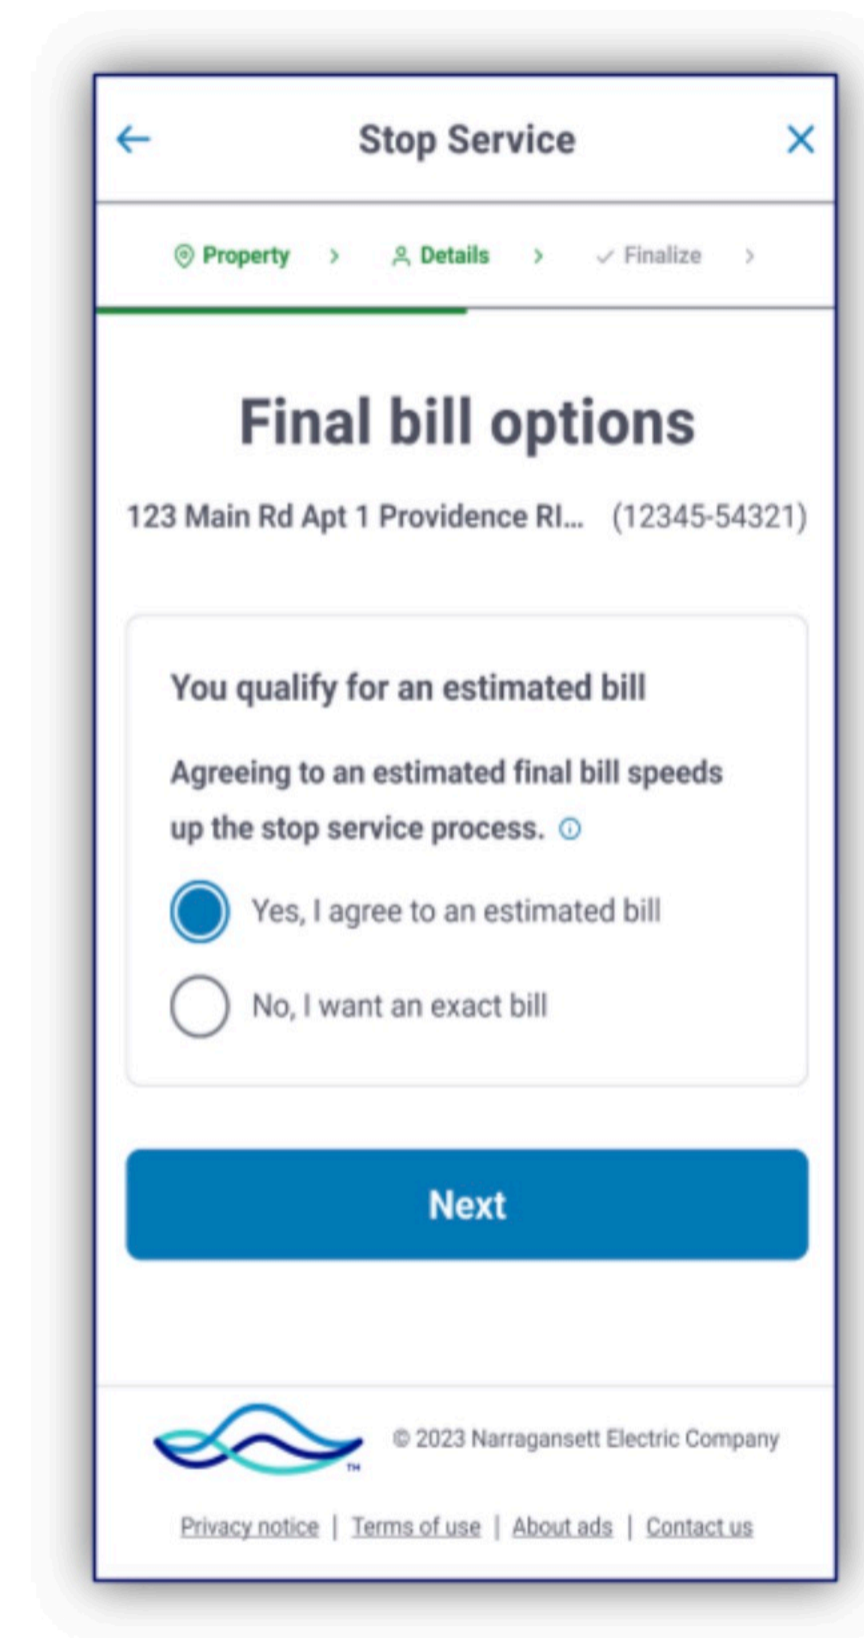 Stop Service
Property > Details > Finalize >
Final bill options
123 Main Rd Apt 1 Providence RI... (12345-54321)
You qualify for an estimated bill
Agreeing to an estimated final bill speeds
up the stop service process.
Yes, I agree to an estimated bill
No, I want an exact bill
Next
TM
© 2023 Narragansett Electric Company
Privacy notice | Terms of use | About ads | Contact us